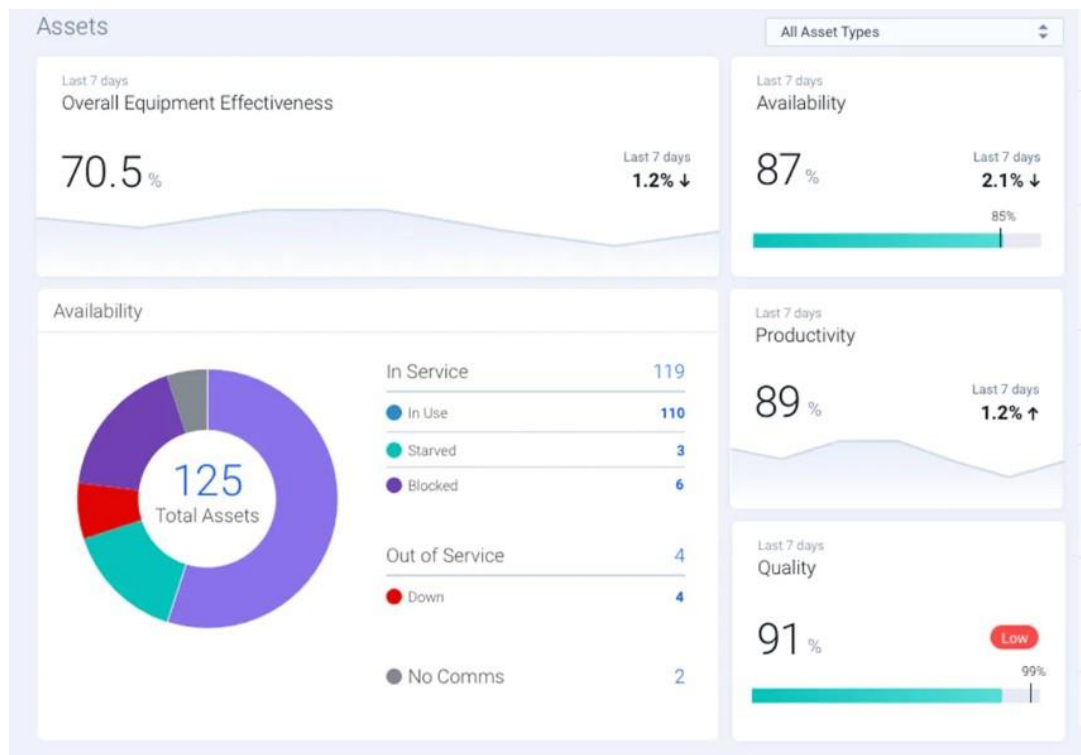 Assets
All Asset Types
Last 7 days
Overall Equipment Effectiveness
70.5 %
Last 7 days
1.2% ↓
Last 7 days
Availability
87 %
Last 7 days
2.1% ↓
85%
Availability
125
Total Assets
In Service 119
In Use 110
Starved 3
Blocked 6
Out of Service 4
Down 4
No Comms 2
Last 7 days
Productivity
89 %
Last 7 days
1.2% ↑
Last 7 days
Quality
91 %
Low
99%